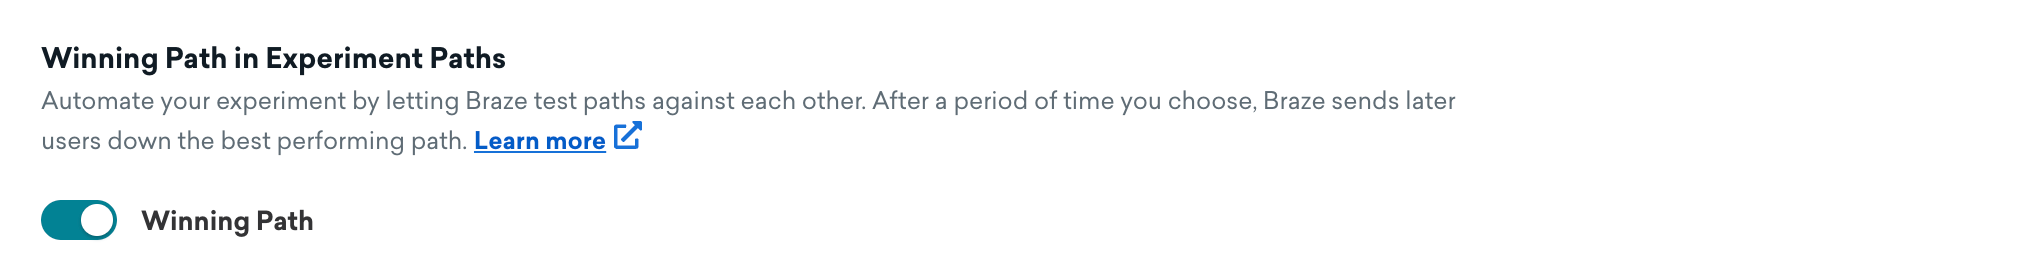 Winning Path in Experiment Paths
Automate your experiment by letting Braze test paths against each other. After a period of time you choose, Braze sends later
users down the best performing path. Learn more
Winning Path